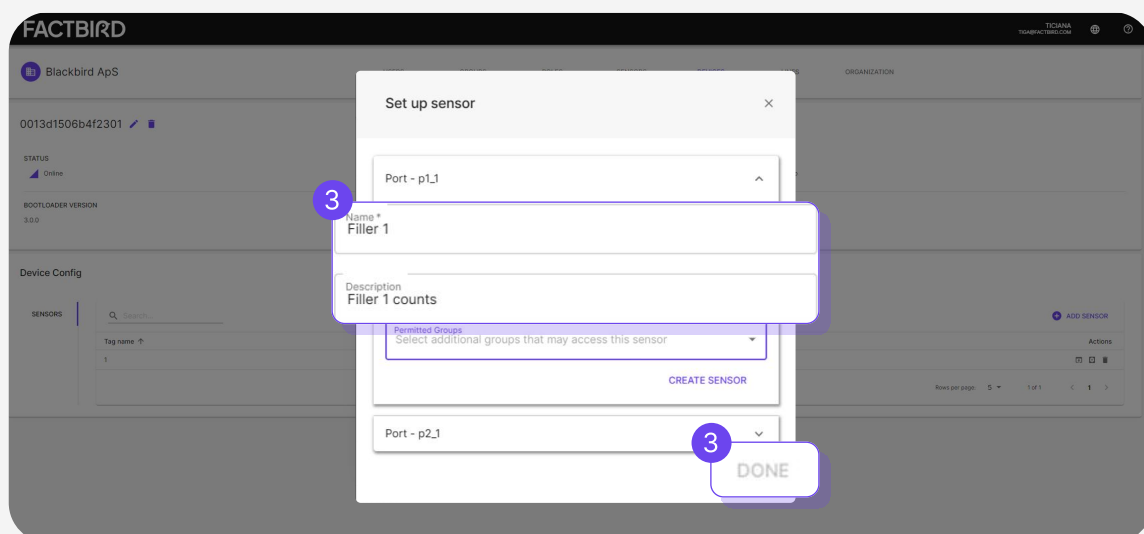 FACTBIRD
TICIANA
TIGA@FACTBIRD.COM
Blackbird ApS
ORGANIZATION
Set up sensor
0013d1506b4f2301
STATUS
Online
BOOTLOADER VERSION
3.0.0
Port - p1_1
3
Name *
Filler 1
Description
Filler 1 counts
Device Config
SENSORS
Search...
ADD SENSOR
Tag name ↑
Actions
1
Permitted Groups
Select additional groups that may access this sensor
CREATE SENSOR
Rows per page: 5
1 of 1
< 1 >
Port - p2_1
3
DONE